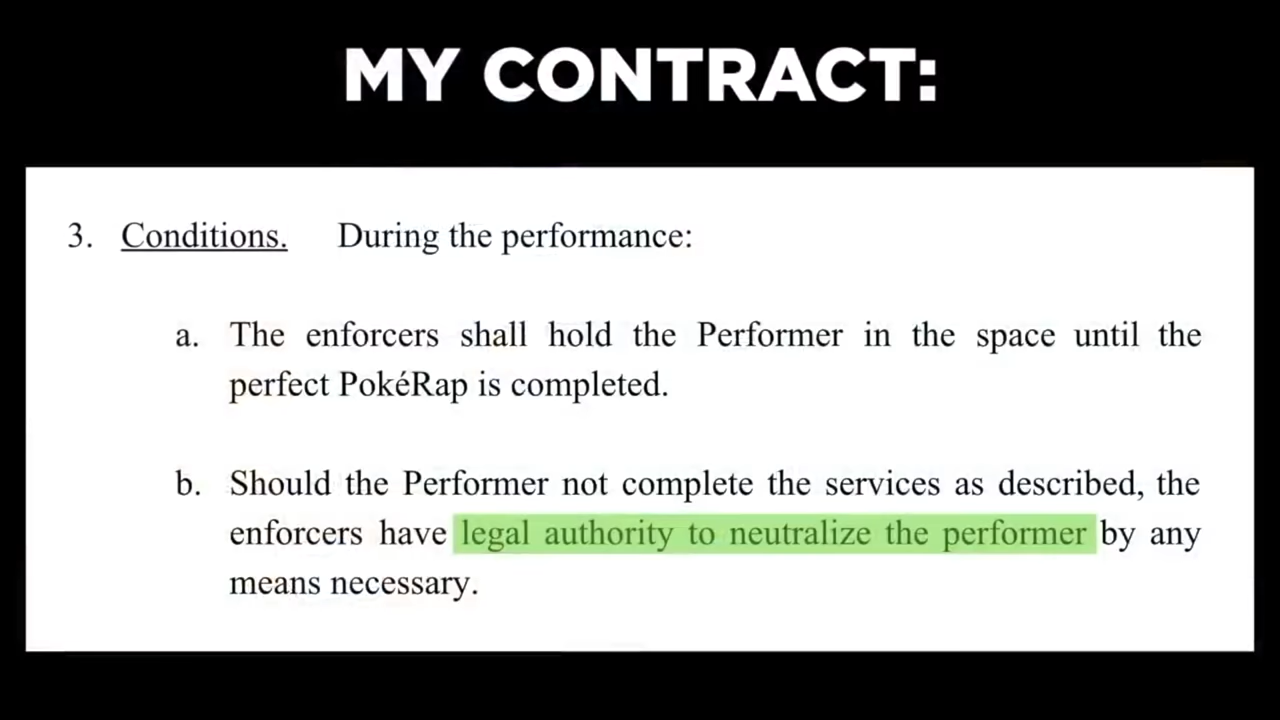 MY CONTRACT:
3. Conditions. During the performance:
a. The enforcers shall hold the Performer in the space until the
perfect PokéRap is completed.
b. Should the Performer not complete the services as described, the
enforcers have legal authority to neutralize the performer by any
means necessary.